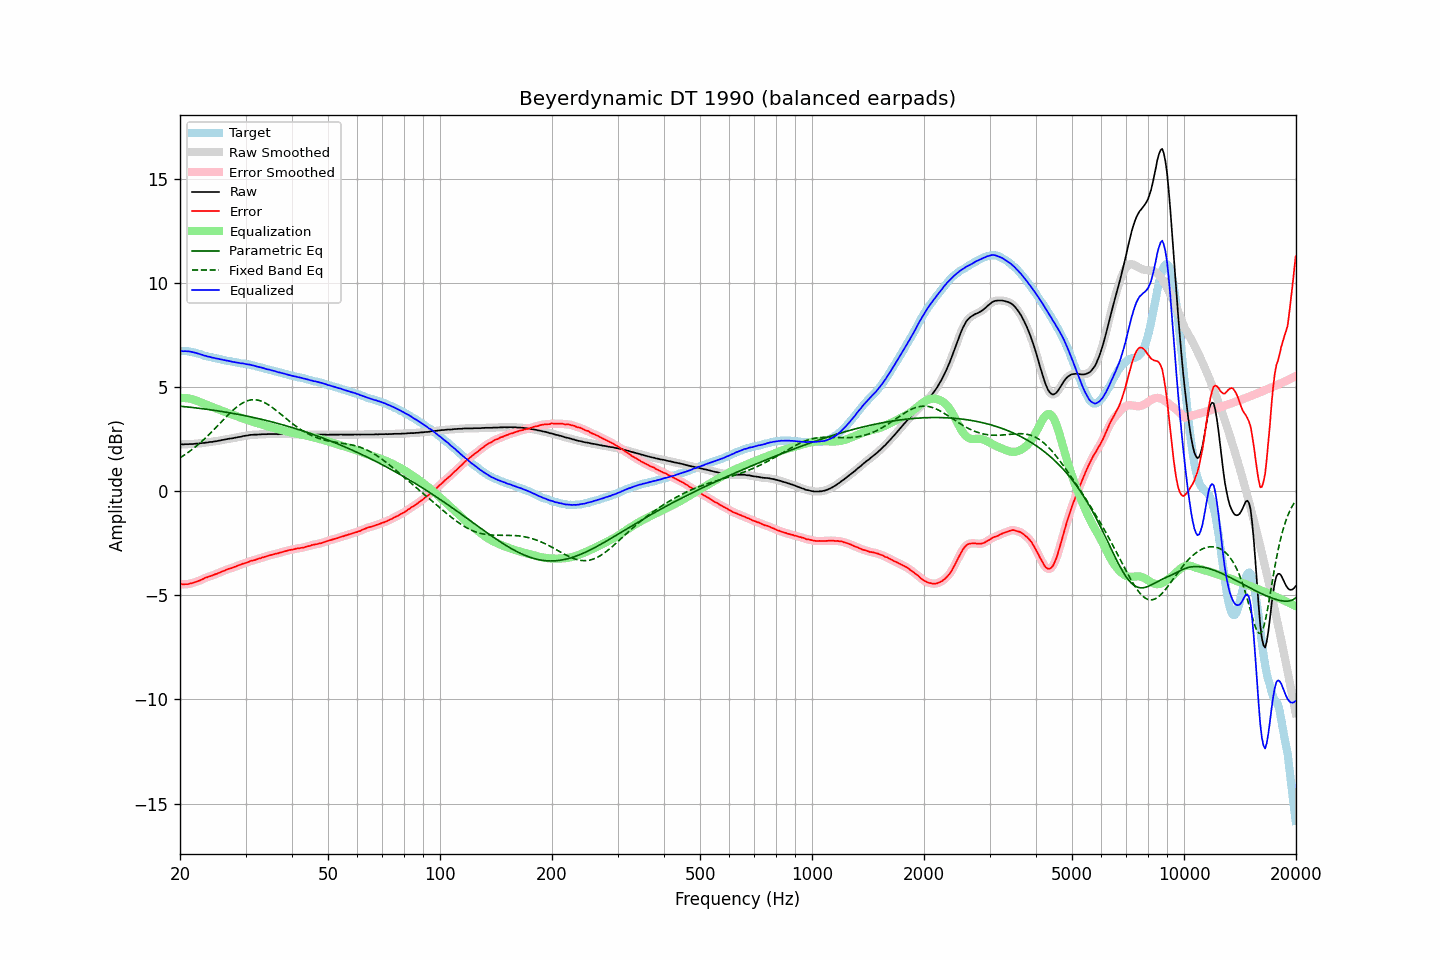 Beyerdynamic DT 1990 (balanced earpads)
Target
Raw Smoothed
Error Smoothed
Raw
Error
Equalization
Parametric Eq
Fixed Band Eq
Equalized
Amplitude (dBr)
15
10
5
0
−5
−10
−15
20 50 100 200 500 1000 2000 5000 10000 20000
Frequency (Hz)